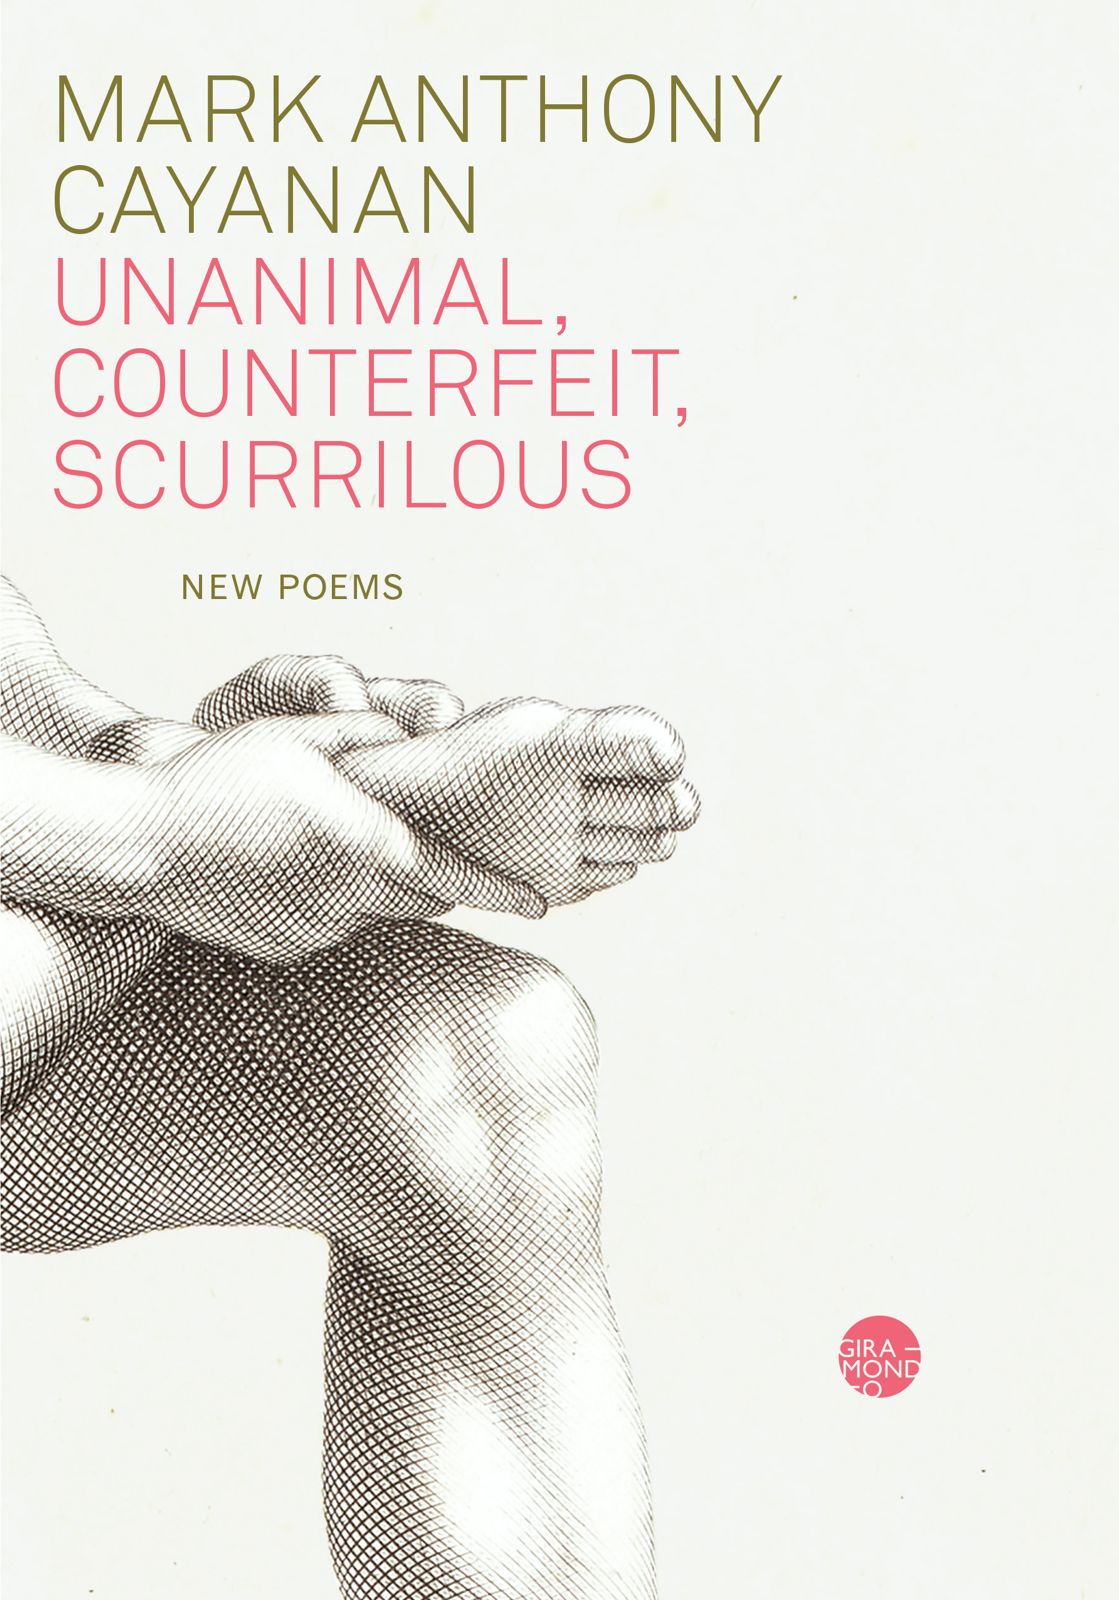 MARK ANTHONY
CAYANAN
UNANIMAL,
COUNTERFEIT,
SCURRILOUS
NEW POEMS
GIRA –
MOND
–O